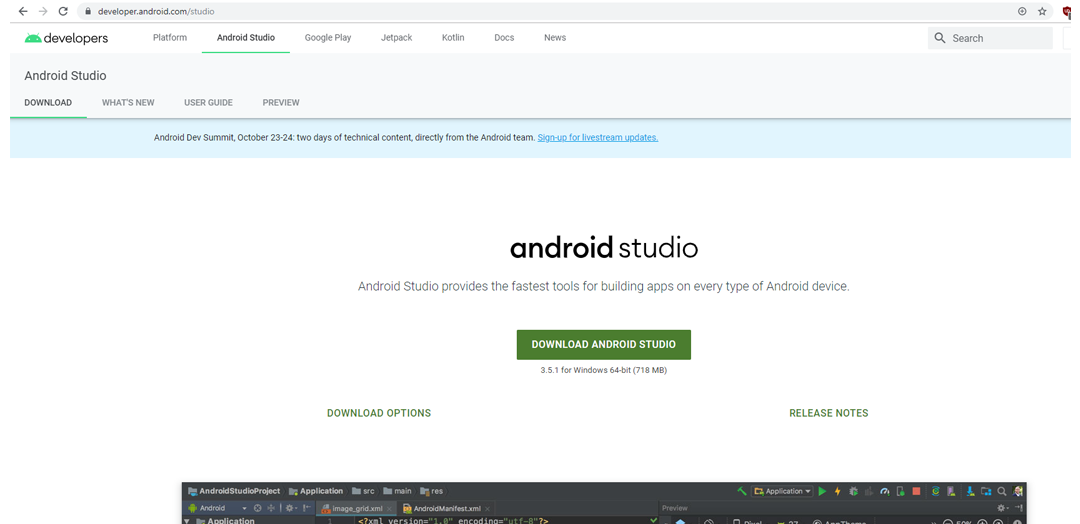 developer.android.com/studio
developers Platform Android Studio Google Play Jetpack Kotlin Docs News Search
Android Studio
DOWNLOAD WHAT'S NEW USER GUIDE PREVIEW
Android Dev Summit, October 23-24: two days of technical content, directly from the Android team. Sign-up for livestream updates.
android studio
Android Studio provides the fastest tools for building apps on every type of Android device.
DOWNLOAD ANDROID STUDIO
3.5.1 for Windows 64-bit (718 MB)
DOWNLOAD OPTIONS RELEASE NOTES
AndroidStudioProject Application src main res Application
Android image_grid.xml AndroidManifest.xml Preview
Application 1 <?xml version="1.0" encoding="utf-8"?> Pixel 27 AppTheme 50%